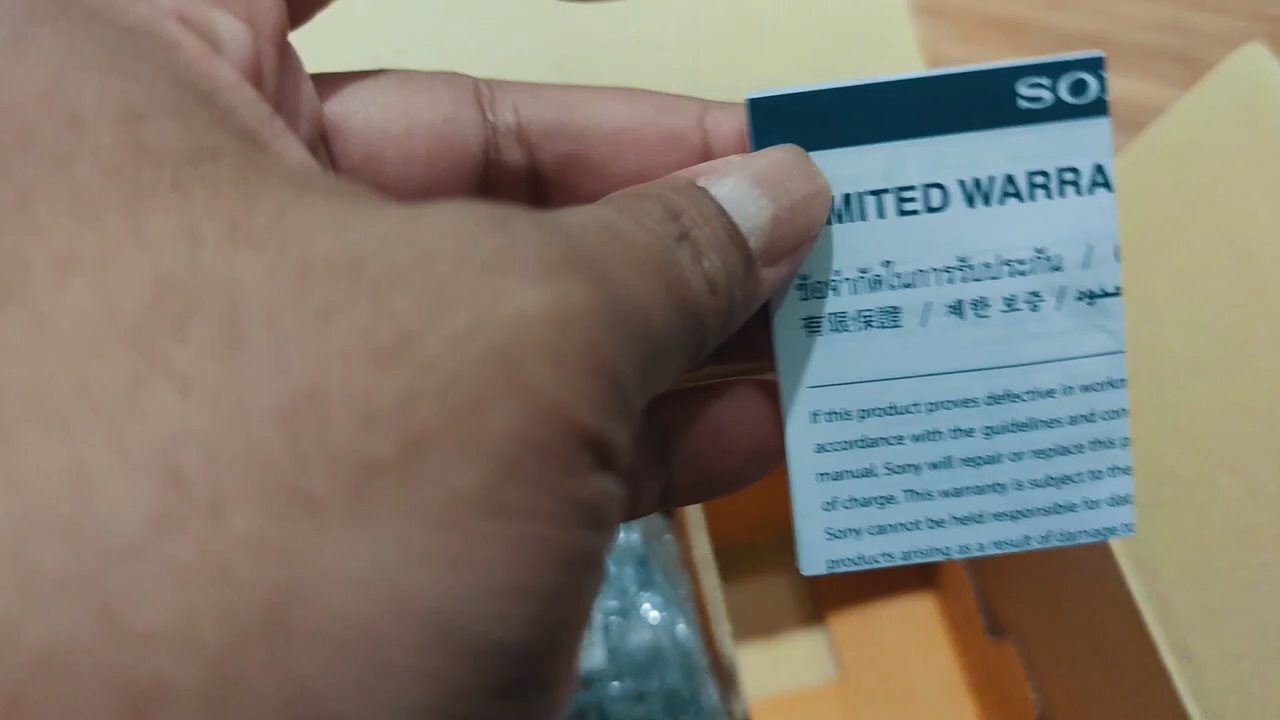 SO
MITED WARRA
ข้อจำกัดในการรับประกัน /
有限保證 / 제한 보증 /
If this product proves defective in workm
accordance with the guidelines and con
manual, Sony will repair or replace this
of charge. This warranty is subject to the
Sony cannot be held responsible for
products arising as a result of damage to